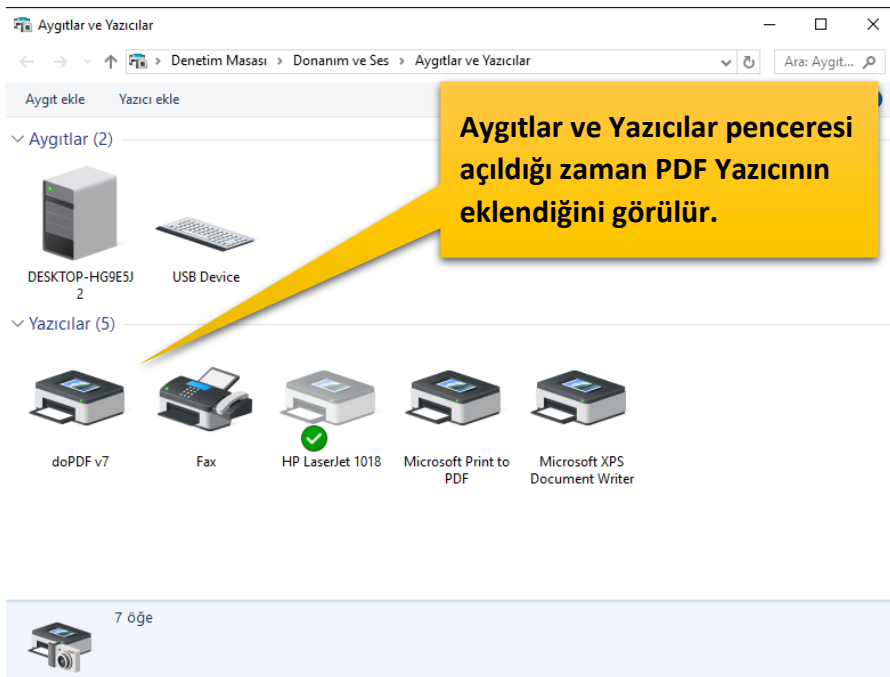 Aygıtlar ve Yazıcılar
Denetim Masası > Donanım ve Ses > Aygıtlar ve Yazıcılar
Ara: Aygıt...
Aygıt ekle Yazıcı ekle
Aygıtlar ve Yazıcılar penceresi
açıldığı zaman PDF Yazıcının
eklendiğini görülür.
Aygıtlar (2)
DESKTOP-HG9E5J
2
USB Device
Yazıcılar (5)
doPDF v7
Fax
HP LaserJet 1018
Microsoft Print to
PDF
Microsoft XPS
Document Writer
7 öğe